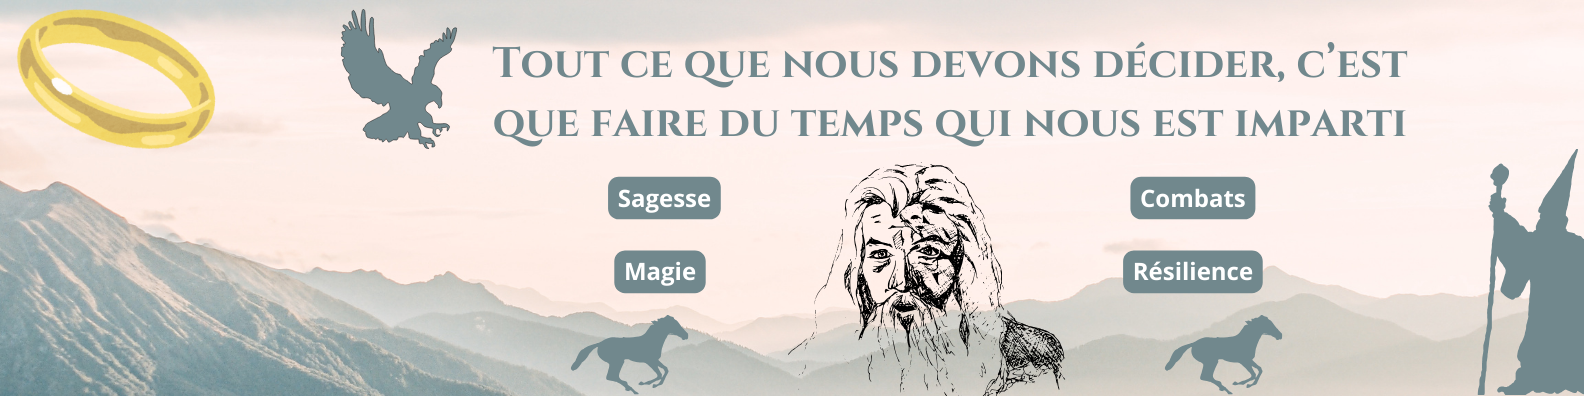 Tout ce que nous devons décider, c’est
que faire du temps qui nous est imparti
Sagesse
Combats
Magie
Résilience